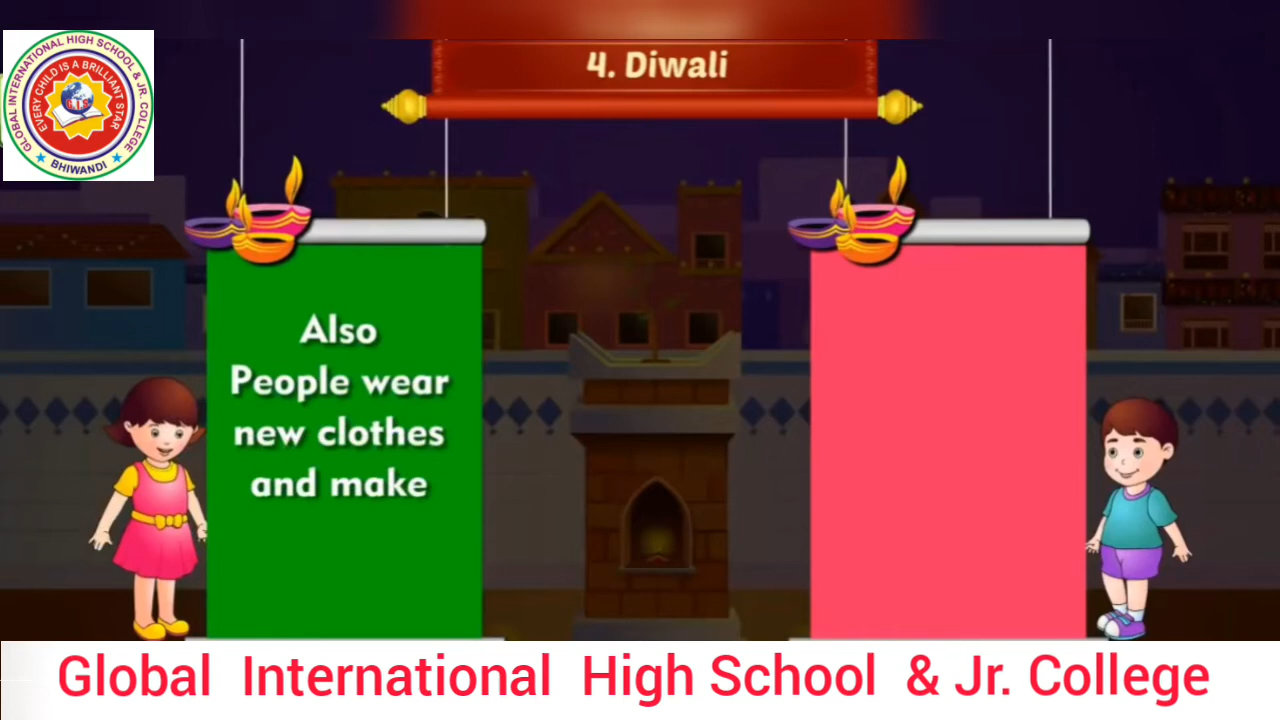 GLOBAL INTERNATIONAL HIGH SCHOOL & JR. COLLEGE
EVERY CHILD IS A BRILLIANT STAR
BHIWANDI
4. Diwali
Also
People wear
new clothes
and make
Global International High School & Jr. College